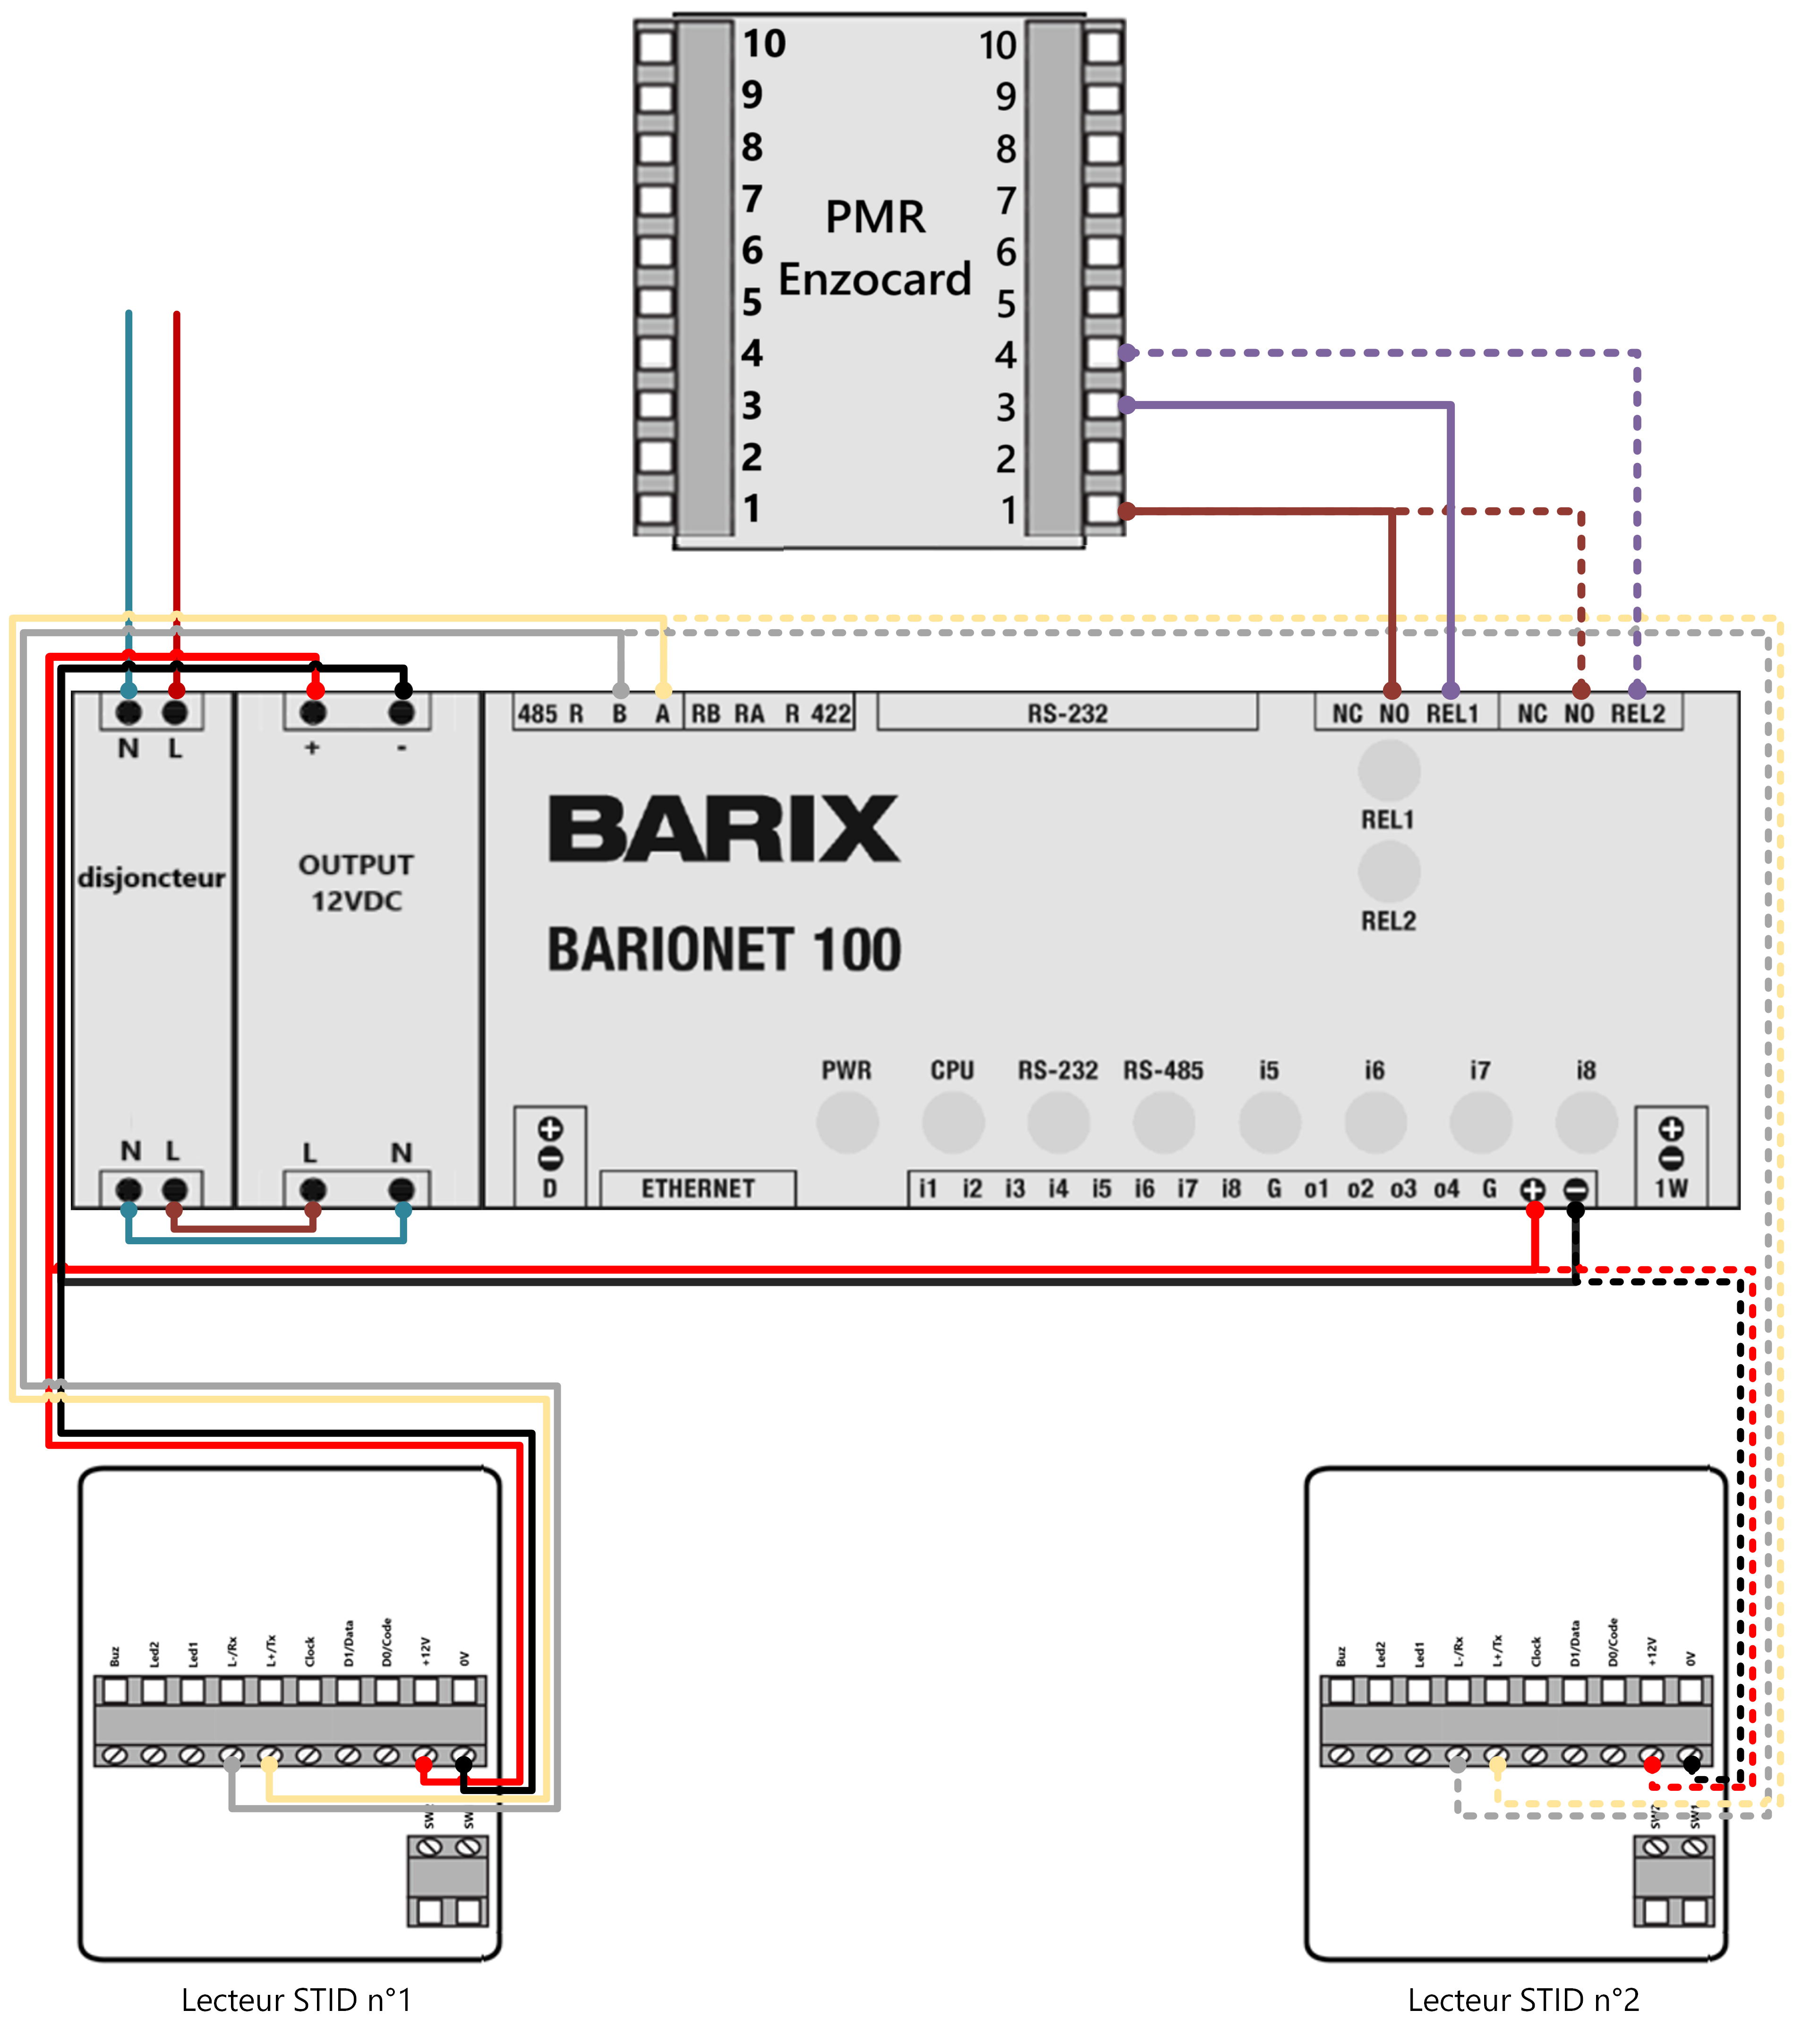 10 10
9 9
8 8
7 7
PMR
6 6
Enzocard
5 5
4 4
3 3
2 2
1 1
485 R B A RB RA R 422 RS-232 NC NO REL1 NC NO REL2
N L + -
REL1
BARIX
disjoncteur
OUTPUT
12VDC
REL2
BARIONET 100
PWR CPU RS-232 RS-485 i5 i6 i7 i8
N L L N
D ETHERNET i1 i2 i3 i4 i5 i6 i7 i8 G o1 o2 o3 o4 G + - 1W
Buz Led2 Led1 L-/Rx L+/Tx Clock D1/Data D0/Code +12V 0V
Buz Led2 Led1 L-/Rx L+/Tx Clock D1/Data D0/Code +12V 0V
SW2 SW1
Lecteur STID n°1
Lecteur STID n°2